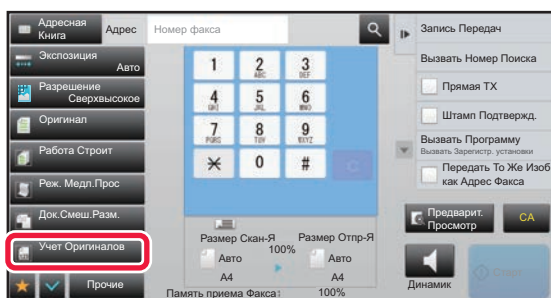 Адресная
Книга
Адрес
Номер факса
Запись Передач
Экспозиция
Авто
Вызвать Номер Поиска
Разрешение
Сверхвысокое
Прямая TX
Оригинал
Штамп Подтвержд.
Работа Строит
Вызвать Программу
Вызвать Зарегистр. установки
Реж. Медл.Прос
Передать То Же Изоб
как Адрес Факса
Док.Смеш.Разм.
Учет Оригиналов
Прочие
1
2
ABC
3
DEF
4
GHI
5
JKL
6
MNO
7
PQRS
8
TUV
9
WXYZ
0
#
C
Размер Скан-Я
Размер Отпр-Я
100%
Авто
Авто
A4
A4
Память приема Факса:
100%
Предварит.
Просмотр
CA
Динамик
Старт